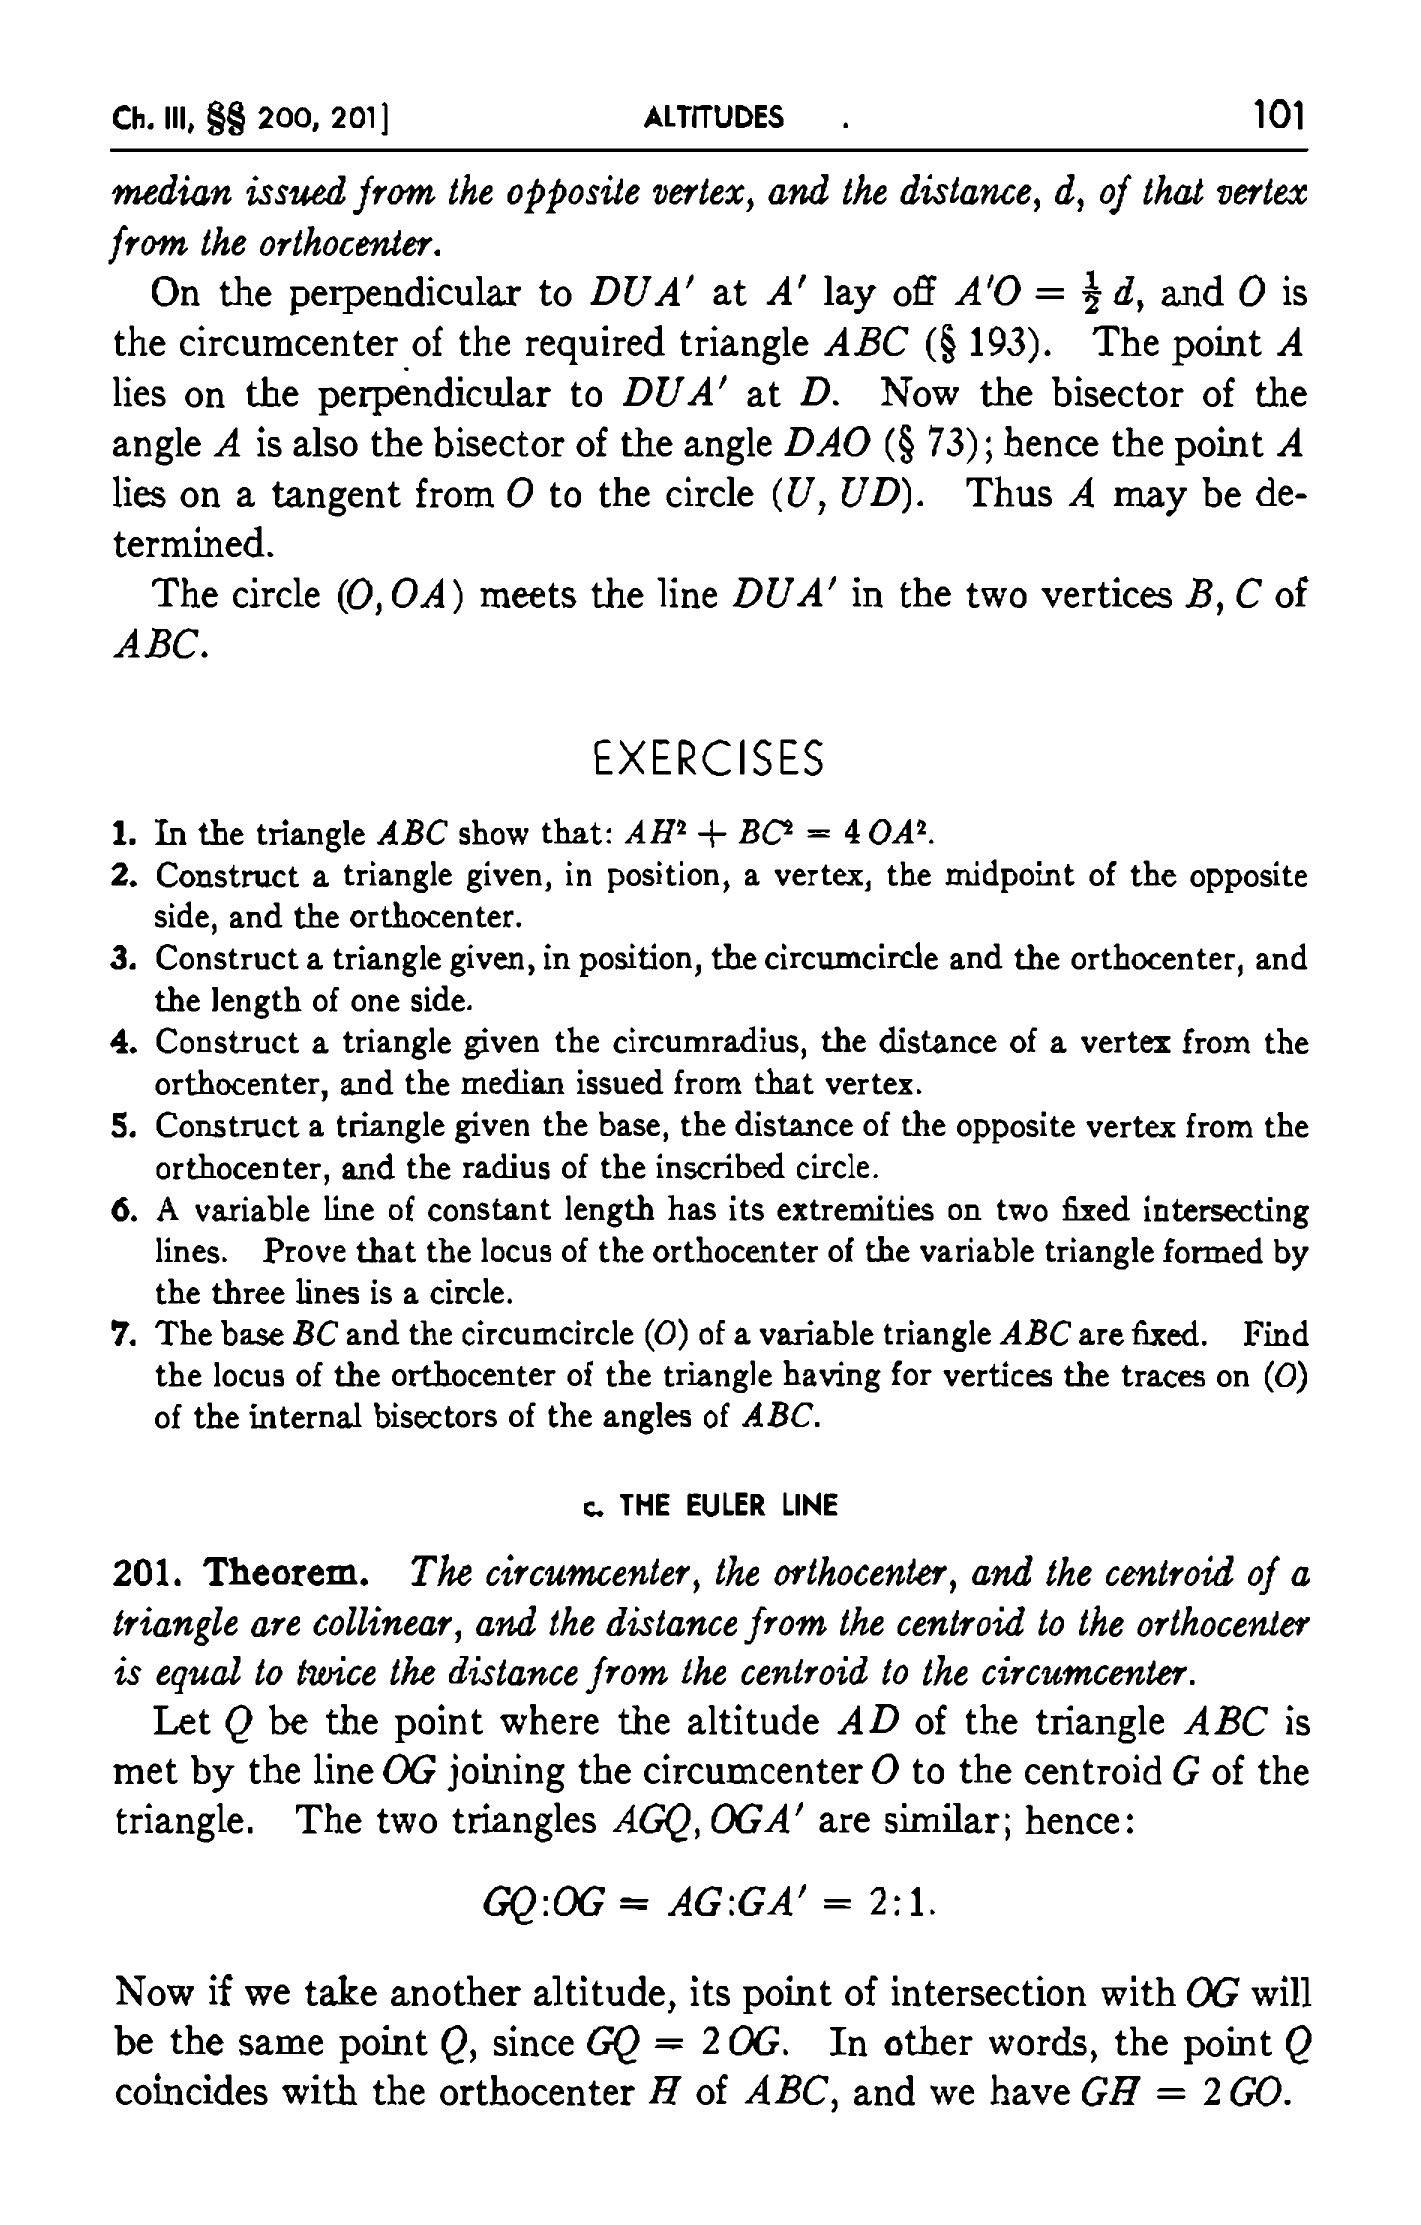 Ch. III, §§ 200, 201] ALTITUDES . 101
median issued from the opposite vertex, and the distance, d, of that vertex
from the orthocenter.
On the perpendicular to DUA′ at A′ lay off A′O = ½ d, and O is
the circumcenter of the required triangle ABC (§ 193). The point A
lies on the perpendicular to DUA′ at D. Now the bisector of the
angle A is also the bisector of the angle DAO (§ 73); hence the point A
lies on a tangent from O to the circle (U, UD). Thus A may be de-
termined.
The circle (O, OA) meets the line DUA′ in the two vertices B, C of
ABC.
EXERCISES
1. In the triangle ABC show that: AH² + BC² = 4 OA².
2. Construct a triangle given, in position, a vertex, the midpoint of the opposite
side, and the orthocenter.
3. Construct a triangle given, in position, the circumcircle and the orthocenter, and
the length of one side.
4. Construct a triangle given the circumradius, the distance of a vertex from the
orthocenter, and the median issued from that vertex.
5. Construct a triangle given the base, the distance of the opposite vertex from the
orthocenter, and the radius of the inscribed circle.
6. A variable line of constant length has its extremities on two fixed intersecting
lines. Prove that the locus of the orthocenter of the variable triangle formed by
the three lines is a circle.
7. The base BC and the circumcircle (O) of a variable triangle ABC are fixed. Find
the locus of the orthocenter of the triangle having for vertices the traces on (O)
of the internal bisectors of the angles of ABC.
c. THE EULER LINE
201. Theorem. The circumcenter, the orthocenter, and the centroid of a
triangle are collinear, and the distance from the centroid to the orthocenter
is equal to twice the distance from the centroid to the circumcenter.
Let Q be the point where the altitude AD of the triangle ABC is
met by the line OG joining the circumcenter O to the centroid G of the
triangle. The two triangles AGQ, OGA′ are similar; hence:
GQ:OG = AG:GA′ = 2:1.
Now if we take another altitude, its point of intersection with OG will
be the same point Q, since GQ = 2 OG. In other words, the point Q
coincides with the orthocenter H of ABC, and we have GH = 2 GO.